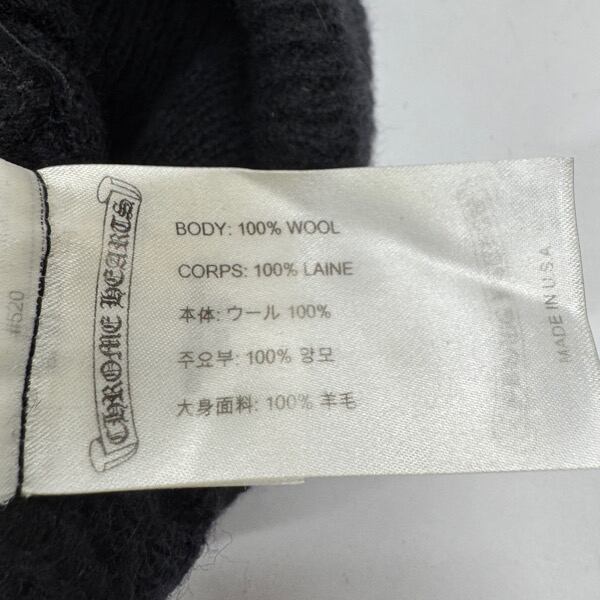 CHROME HEARTS
BODY: 100% WOOL
CORPS: 100% LAINE
本体: ウール 100%
주요부: 100% 양모
大身面料: 100% 羊毛
MADE IN U.S.A.
#620